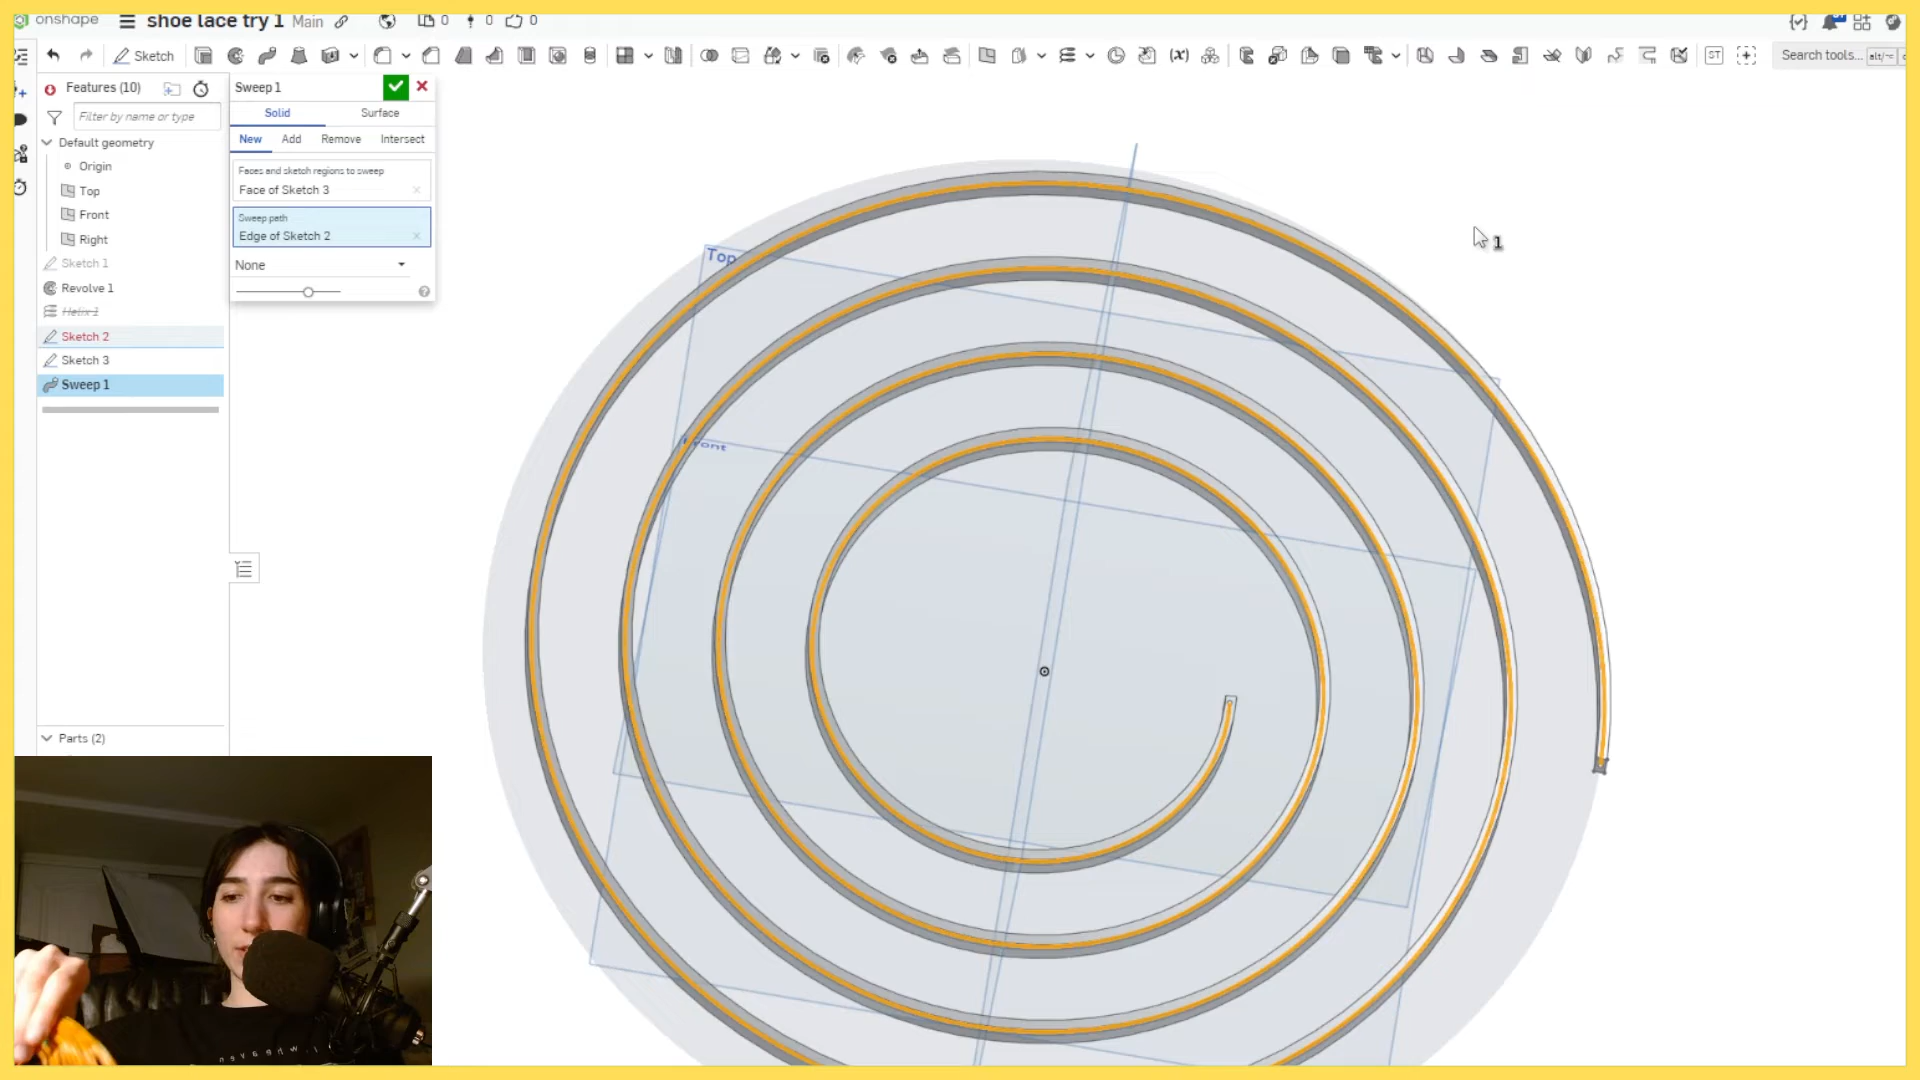 onshape
shoe lace try 1 Main
0 0 0
Sketch
ST
Search tools... alt/⌥ c
Features (10)
Filter by name or type
Default geometry
Origin
Top
Front
Right
Sketch 1
Revolve 1
Helix 1
Sketch 2
Sketch 3
Sweep 1
Parts (2)
Sweep 1
Solid
Surface
New
Add
Remove
Intersect
Faces and sketch regions to sweep
Face of Sketch 3
Sweep path
Edge of Sketch 2
None
Top
Front
1